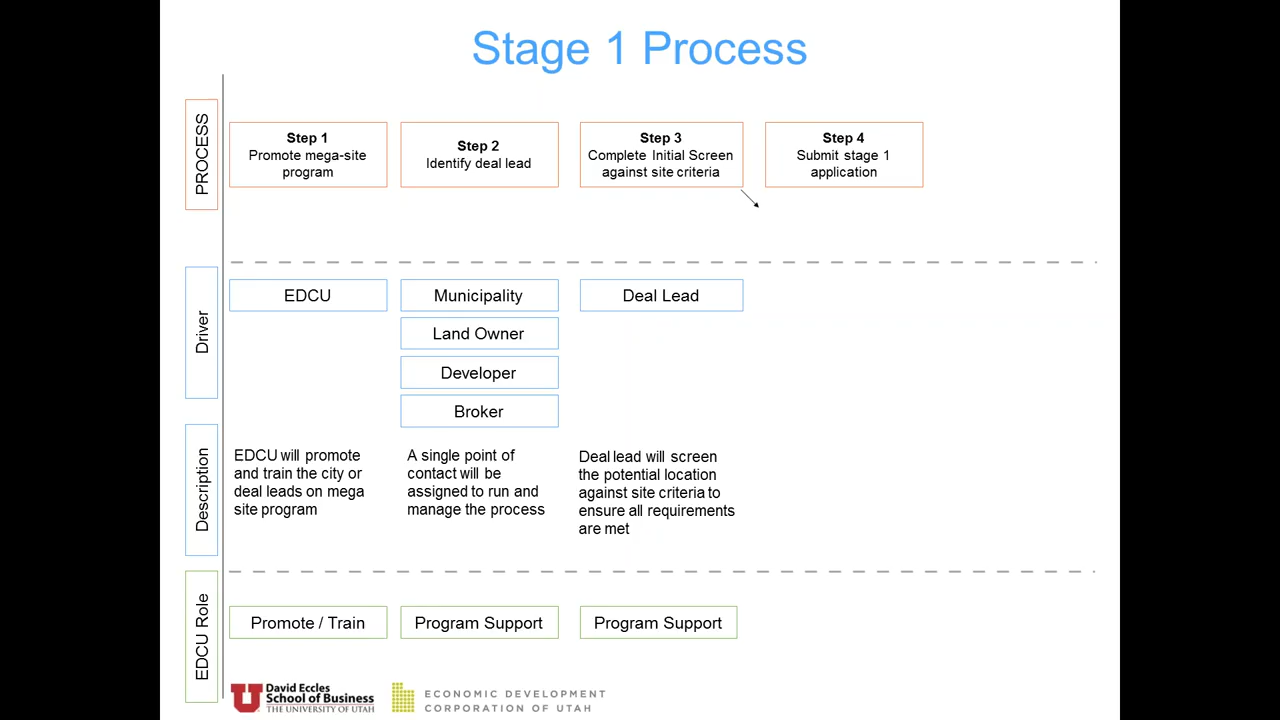 Stage 1 Process
PROCESS
Step 1
Promote mega-site
program
Step 2
Identify deal lead
Step 3
Complete Initial Screen
against site criteria
Step 4
Submit stage 1
application
Driver
EDCU
Municipality
Land Owner
Developer
Broker
Deal Lead
Description
EDCU will promote
and train the city or
deal leads on mega
site program
A single point of
contact will be
assigned to run and
manage the process
Deal lead will screen
the potential location
against site criteria to
ensure all requirements
are met
EDCU Role
Promote / Train
Program Support
Program Support
U
David Eccles
School of Business
THE UNIVERSITY OF UTAH
ECONOMIC DEVELOPMENT
CORPORATION OF UTAH